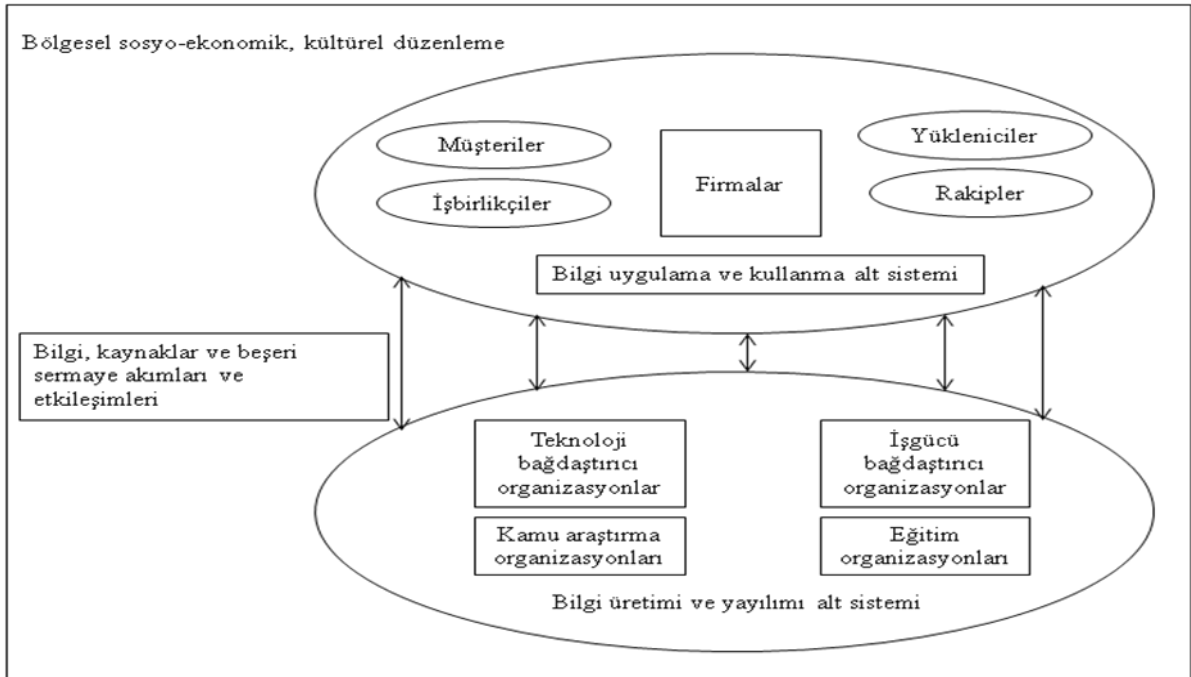 Bölgesel sosyo-ekonomik, kültürel düzenleme
Müşteriler
İşbirlikçiler
Firmalar
Yükleniciler
Rakipler
Bilgi uygulama ve kullanma alt sistemi
Bilgi, kaynaklar ve beşeri
sermaye akımları ve
etkileşimleri
Teknoloji
bağdaştırıcı
organizasyonlar
İşgücü
bağdaştırıcı
organizasyonlar
Kamu araştırma
organizasyonları
Eğitim
organizasyonları
Bilgi üretimi ve yayılımı alt sistemi